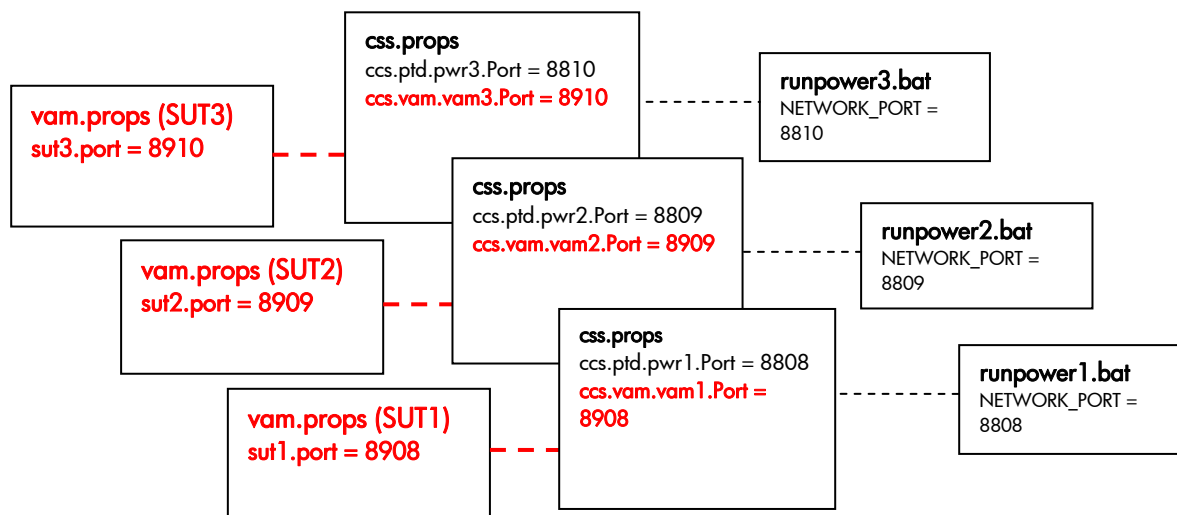 css.props
ccs.ptd.pwr3.Port = 8810
ccs.vam.vam3.Port = 8910
runpower3.bat
NETWORK_PORT =
8810
vam.props (SUT3)
sut3.port = 8910
css.props
ccs.ptd.pwr2.Port = 8809
ccs.vam.vam2.Port = 8909
runpower2.bat
NETWORK_PORT =
8809
vam.props (SUT2)
sut2.port = 8909
css.props
ccs.ptd.pwr1.Port = 8808
ccs.vam.vam1.Port =
8908
runpower1.bat
NETWORK_PORT =
8808
vam.props (SUT1)
sut1.port = 8908